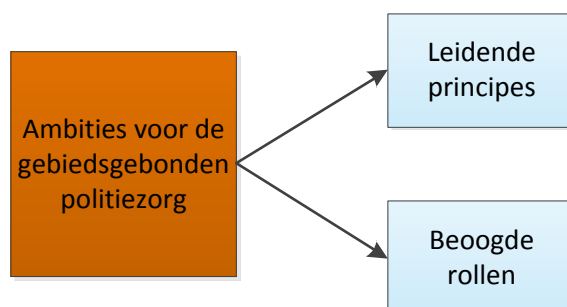 Ambities voor de
gebiedsgebonden
politiezorg
Leidende
principes
Beoogde
rollen